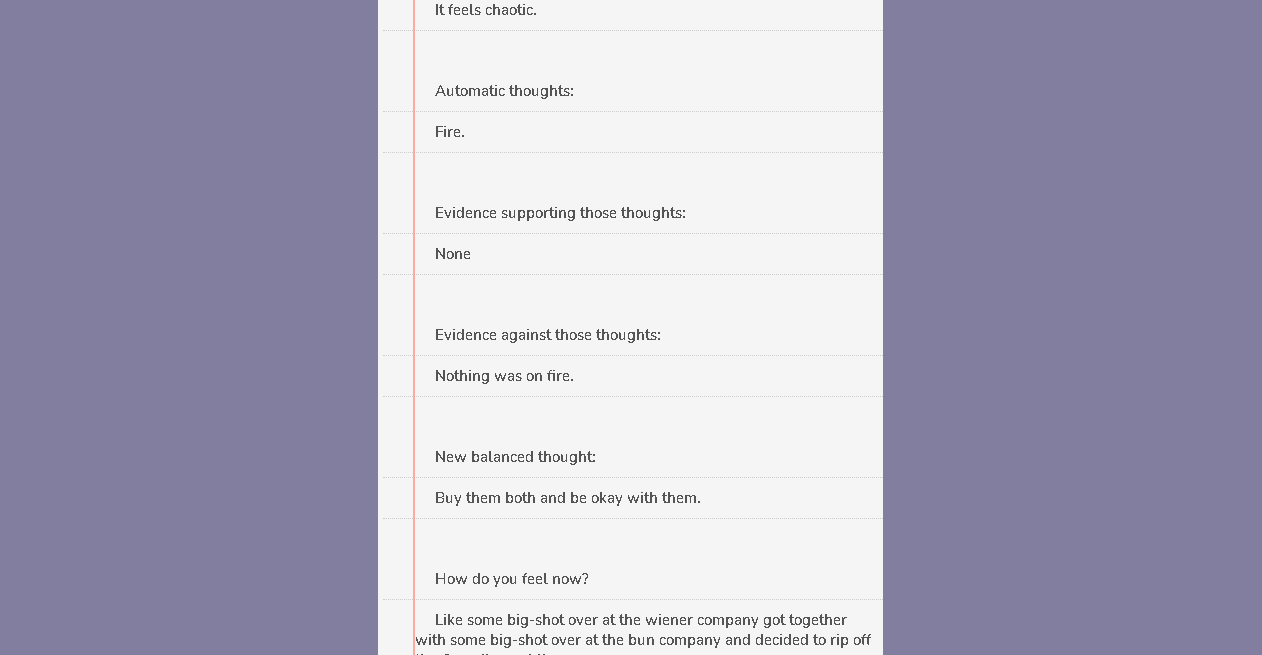 It feels chaotic.
Automatic thoughts:
Fire.
Evidence supporting those thoughts:
None
Evidence against those thoughts:
Nothing was on fire.
New balanced thought:
Buy them both and be okay with them.
How do you feel now?
Like some big-shot over at the wiener company got together
with some big-shot over at the bun company and decided to rip off